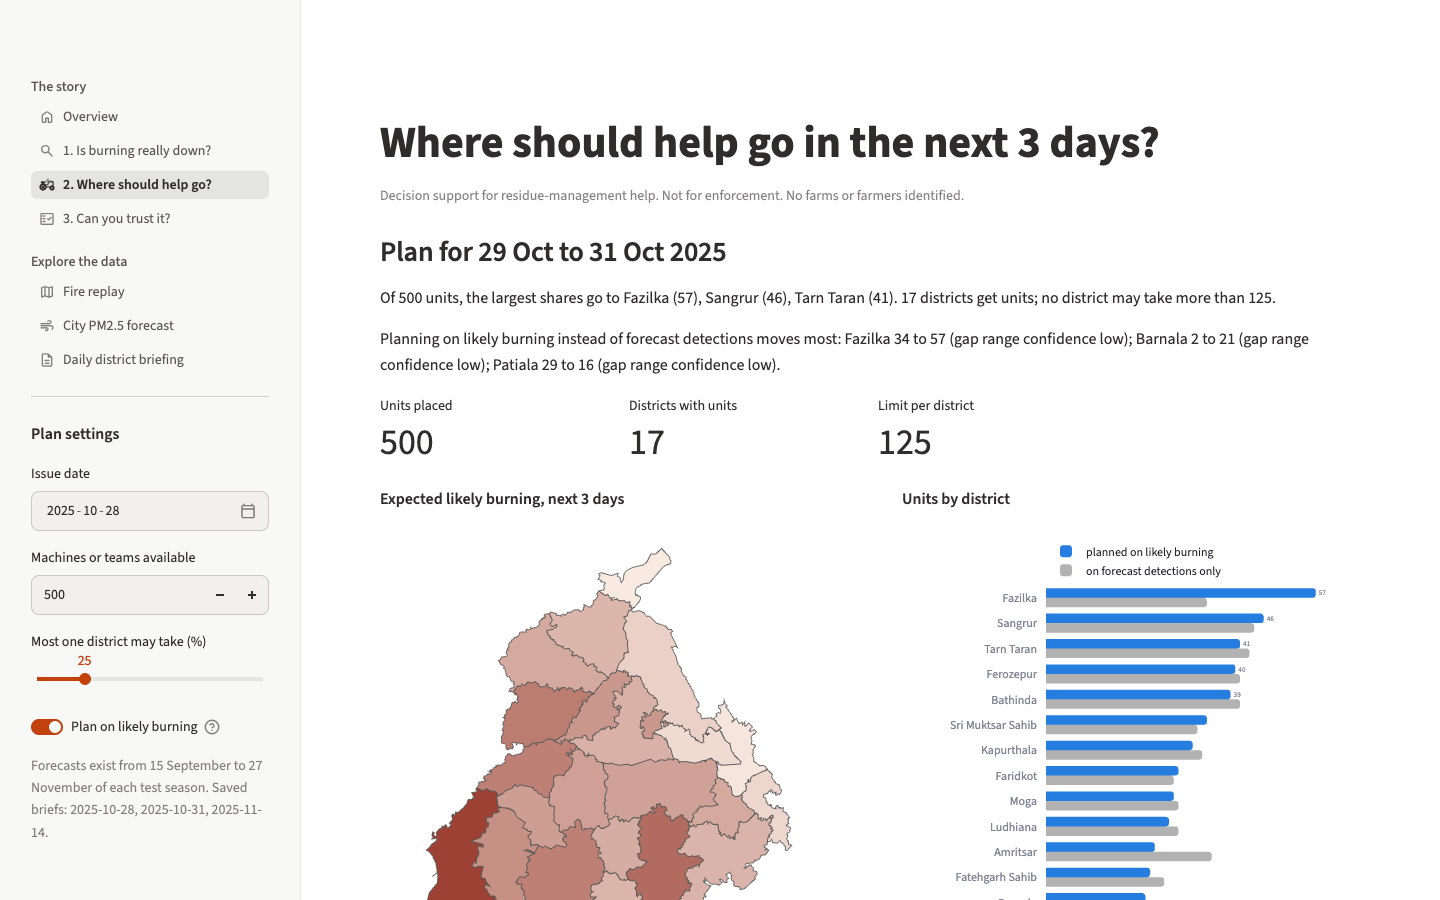 The story
Overview
1. Is burning really down?
2. Where should help go?
3. Can you trust it?
Explore the data
Fire replay
City PM2.5 forecast
Daily district briefing
Plan settings
Issue date
2025-10-28
Machines or teams available
500
Most one district may take (%)
25
Plan on likely burning
Forecasts exist from 15 September to 27
November of each test season. Saved
briefs: 2025-10-28, 2025-10-31, 2025-11-
14.
Where should help go in the next 3 days?
Decision support for residue-management help. Not for enforcement. No farms or farmers identified.
Plan for 29 Oct to 31 Oct 2025
Of 500 units, the largest shares go to Fazilka (57), Sangrur (46), Tarn Taran (41). 17 districts get units; no district may take more than 125.
Planning on likely burning instead of forecast detections moves most: Fazilka 34 to 57 (gap range confidence low); Barnala 2 to 21 (gap range
confidence low); Patiala 29 to 16 (gap range confidence low).
Units placed
500
Districts with units
17
Limit per district
125
Expected likely burning, next 3 days
Units by district
planned on likely burning
on forecast detections only
Fazilka 57
Sangrur 46
Tarn Taran 41
Ferozepur 40
Bathinda 39
Sri Muktsar Sahib
Kapurthala
Faridkot
Moga
Ludhiana
Amritsar
Fatehgarh Sahib